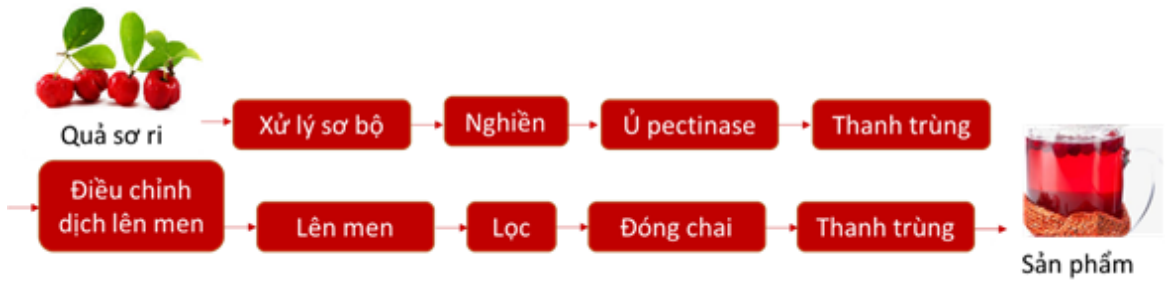 Quả sơ ri
Xử lý sơ bộ
Nghiền
Ủ pectinase
Thanh trùng
Điều chỉnh
dịch lên men
Lên men
Lọc
Đóng chai
Thanh trùng
Sản phẩm